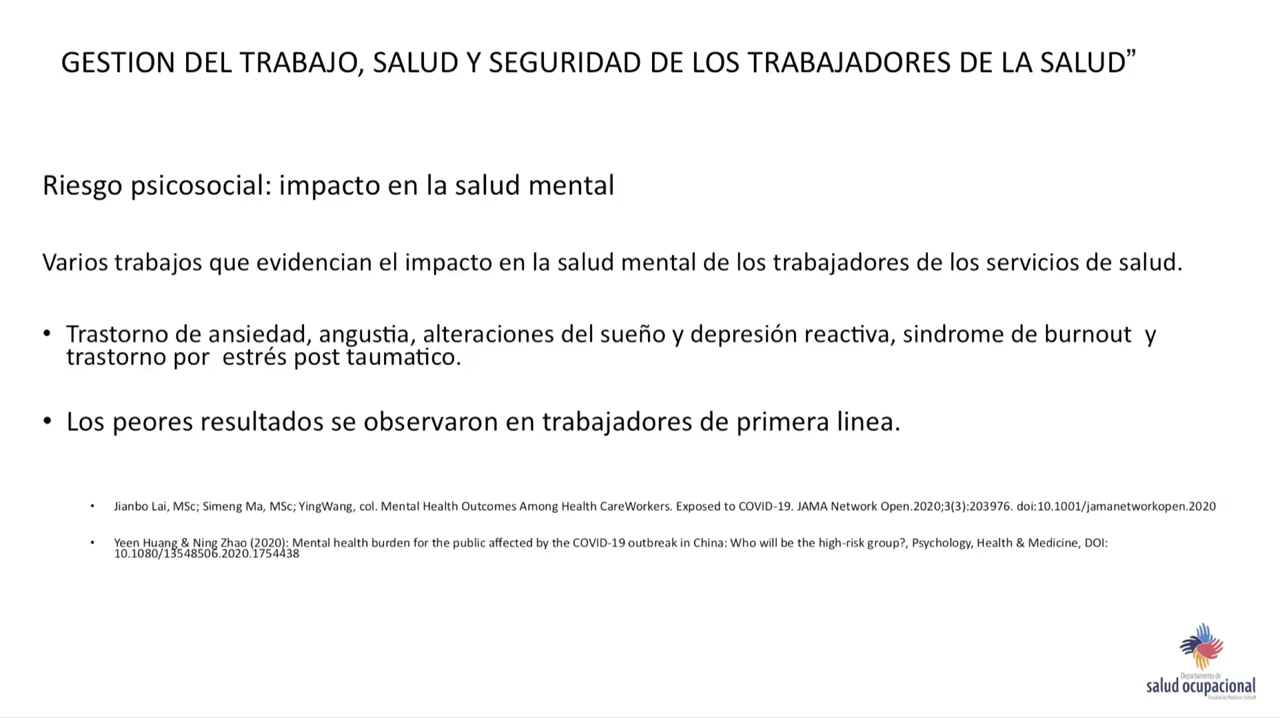 GESTION DEL TRABAJO, SALUD Y SEGURIDAD DE LOS TRABAJADORES DE LA SALUD”
Riesgo psicosocial: impacto en la salud mental
Varios trabajos que evidencian el impacto en la salud mental de los trabajadores de los servicios de salud.
• Trastorno de ansiedad, angustia, alteraciones del sueño y depresión reactiva, sindrome de burnout y
trastorno por estrés post taumatico.
• Los peores resultados se observaron en trabajadores de primera linea.
• Jianbo Lai, MSc; Simeng Ma, MSc; YingWang, col. Mental Health Outcomes Among Health CareWorkers. Exposed to COVID-19. JAMA Network Open.2020;3(3):203976. doi:10.1001/jamanetworkopen.2020
• Yeen Huang & Ning Zhao (2020): Mental health burden for the public affected by the COVID-19 outbreak in China: Who will be the high-risk group?, Psychology, Health & Medicine, DOI:
10.1080/13548506.2020.1754438
Departamento de
salud ocupacional